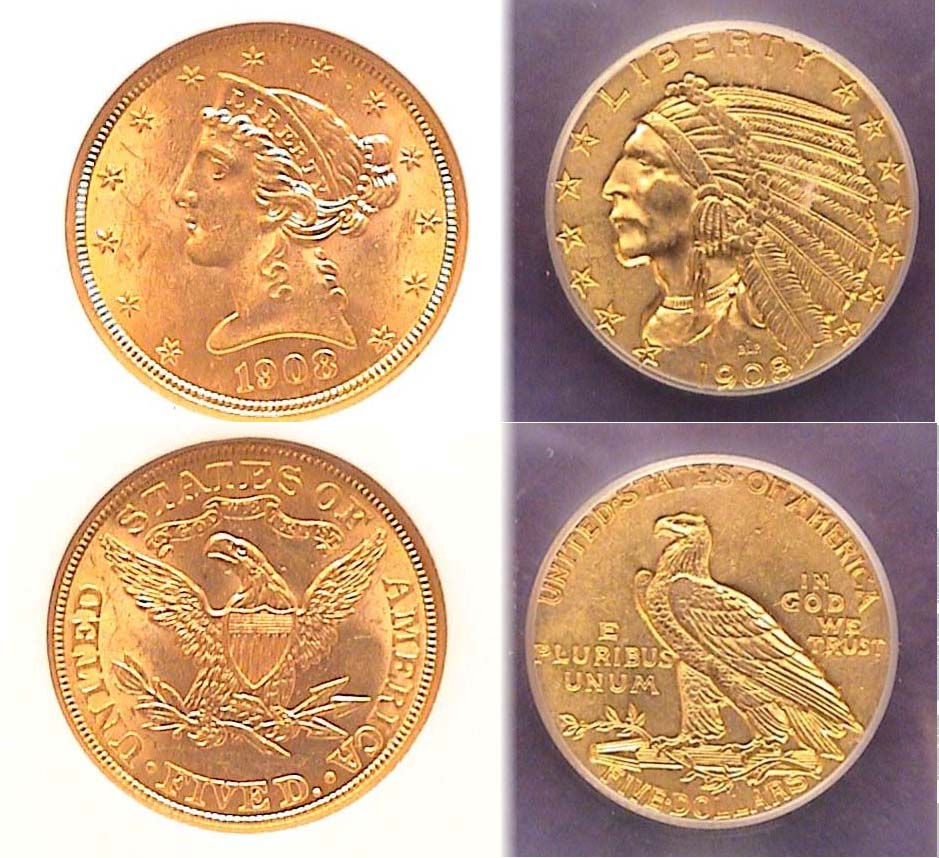 LIBERTY
1908
LIBERTY
BLP
1908
UNITED STATES OF AMERICA
· FIVE D. ·
UNITED·STATES·OF AMERICA
E
PLURIBUS
UNUM
IN
GOD
WE
TRUST
FIVE·DOLLARS